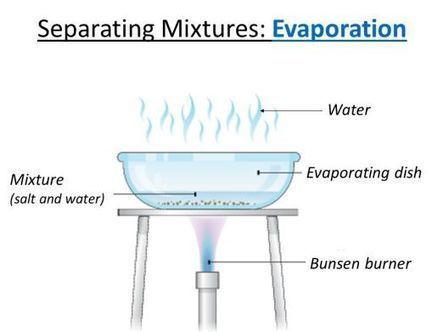 Separating Mixtures: Evaporation
Water
Evaporating dish
Mixture
(salt and water)
Bunsen burner